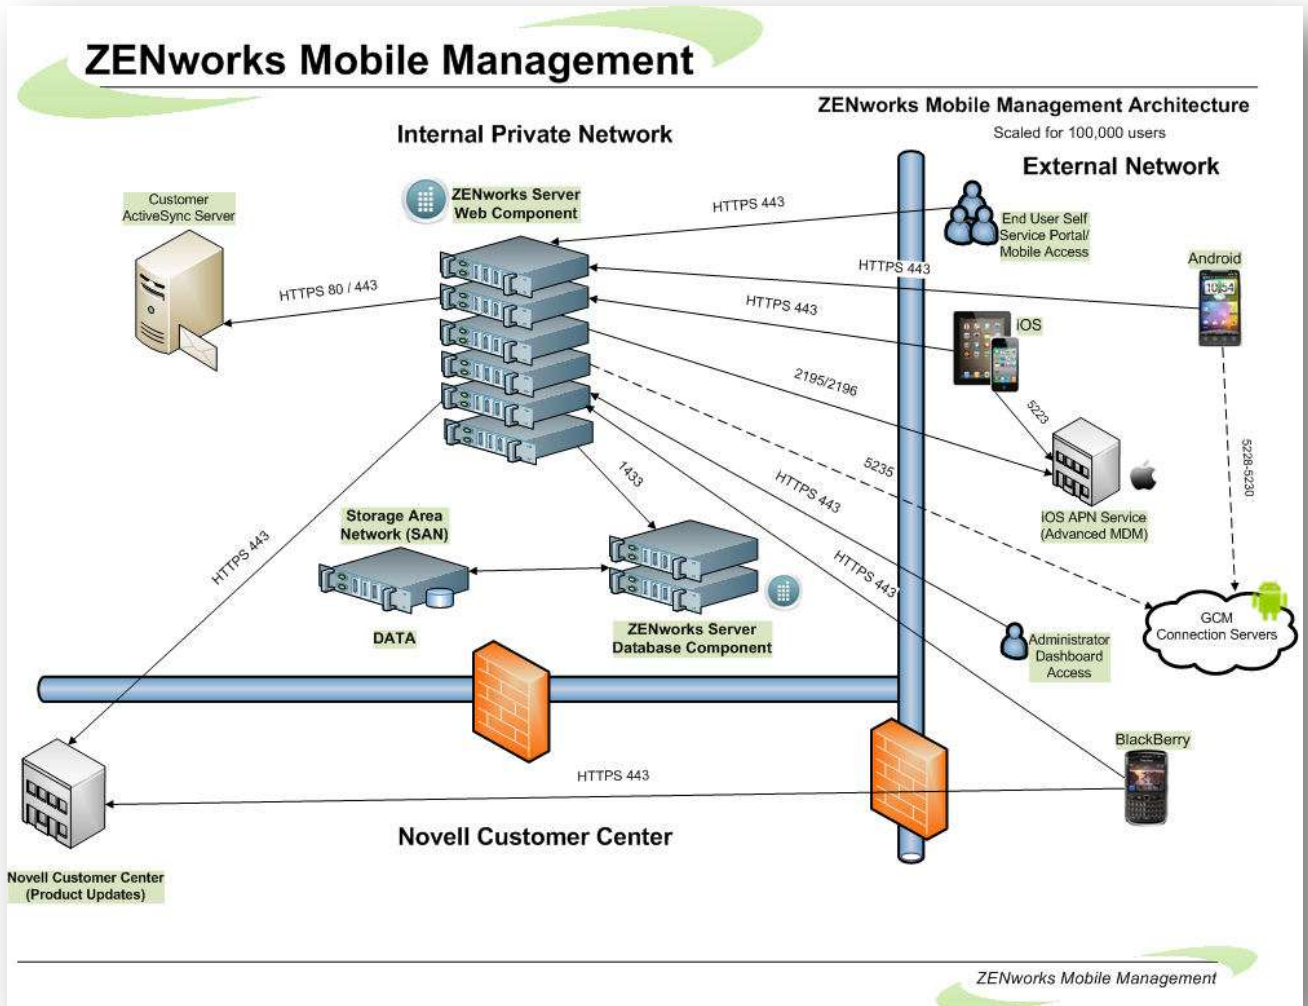 ZENworks Mobile Management
ZENworks Mobile Management Architecture
Scaled for 100,000 users
Internal Private Network
External Network
Customer
ActiveSync Server
ZENworks Server
Web Component
HTTPS 443
End User Self
Service Portal/
Mobile Access
HTTPS 443
Android
10:54
HTTPS 80 / 443
HTTPS 443
iOS
2195/2196
5223
5235
5228-5230
1433
HTTPS 443
iOS APN Service
(Advanced MDM)
Storage Area
Network (SAN)
HTTPS 443
HTTPS 443
DATA
ZENworks Server
Database Component
GCM
Connection Servers
Administrator
Dashboard
Access
BlackBerry
HTTPS 443
Novell Customer Center
Novell Customer Center
(Product Updates)
ZENworks Mobile Management